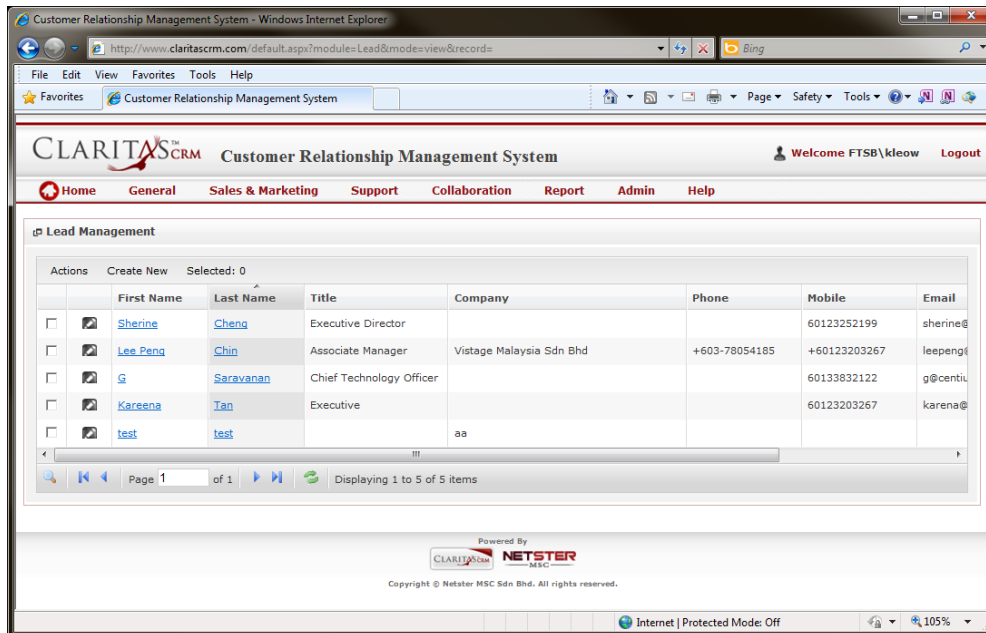 Customer Relationship Management System - Windows Internet Explorer
http://www.claritascrm.com/default.aspx?module=Lead&mode=view&record=
Bing
File Edit View Favorites Tools Help
Favorites Customer Relationship Management System Page Safety Tools
CLARITAS™CRM Customer Relationship Management System Welcome FTSB\kleow Logout
Home General Sales & Marketing Support Collaboration Report Admin Help
Lead Management
Actions Create New Selected: 0
First Name Last Name Title Company Phone Mobile Email
Sherine Cheng Executive Director 60123252199 sherine@
Lee Peng Chin Associate Manager Vistage Malaysia Sdn Bhd +603-78054185 +60123203267 leepeng@
G Saravanan Chief Technology Officer 60133832122 g@centiu
Kareena Tan Executive 60123203267 karena@
test test aa
Page 1 of 1 Displaying 1 to 5 of 5 items
Powered By
CLARITAS CRM NETSTER
MSC
Copyright © Netster MSC Sdn Bhd. All rights reserved.
Internet | Protected Mode: Off 105%